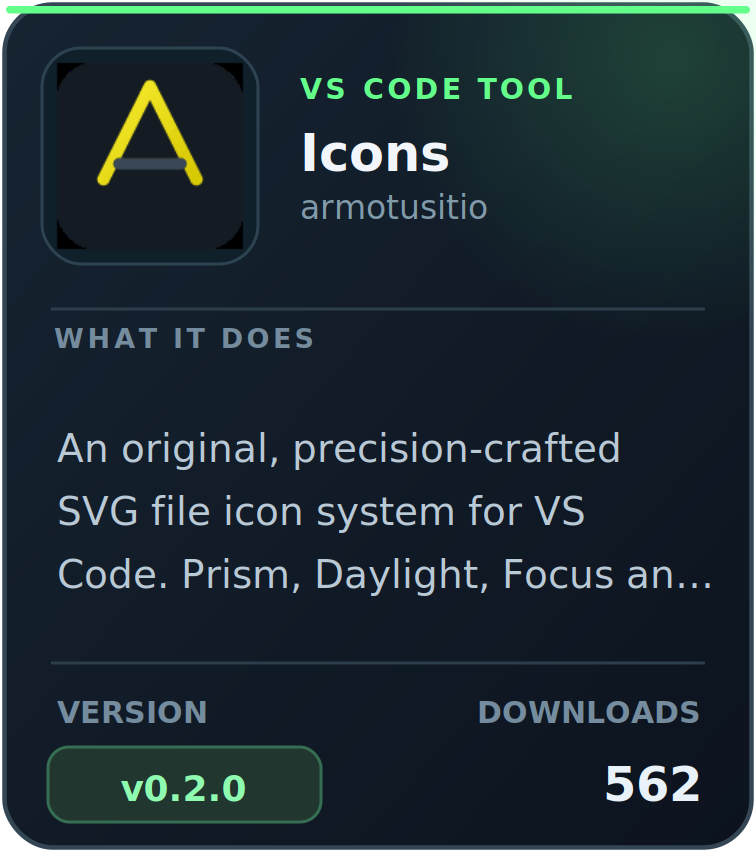 VS CODE TOOL
Icons
armotusitio
WHAT IT DOES
An original, precision-crafted
SVG file icon system for VS
Code. Prism, Daylight, Focus an…
VERSION
DOWNLOADS
v0.2.0
562